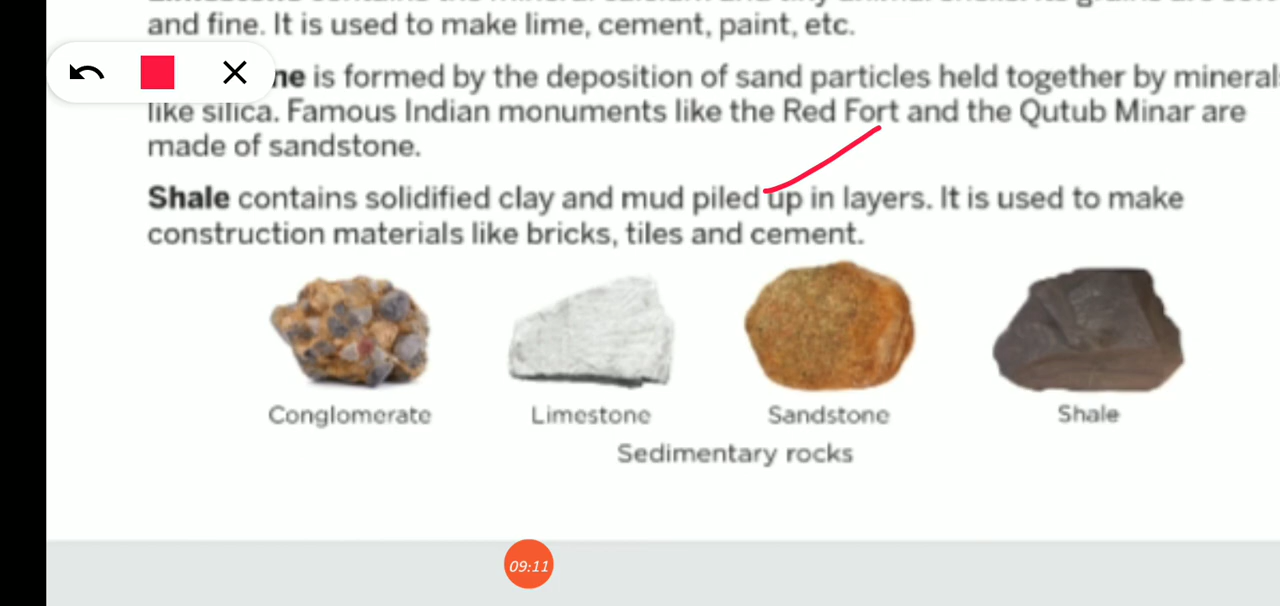 and fine. It is used to make lime, cement, paint, etc.
ne is formed by the deposition of sand particles held together by minerals
like silica. Famous Indian monuments like the Red Fort and the Qutub Minar are
made of sandstone.
Shale contains solidified clay and mud piled up in layers. It is used to make
construction materials like bricks, tiles and cement.
Conglomerate Limestone Sandstone Shale
Sedimentary rocks
09:11